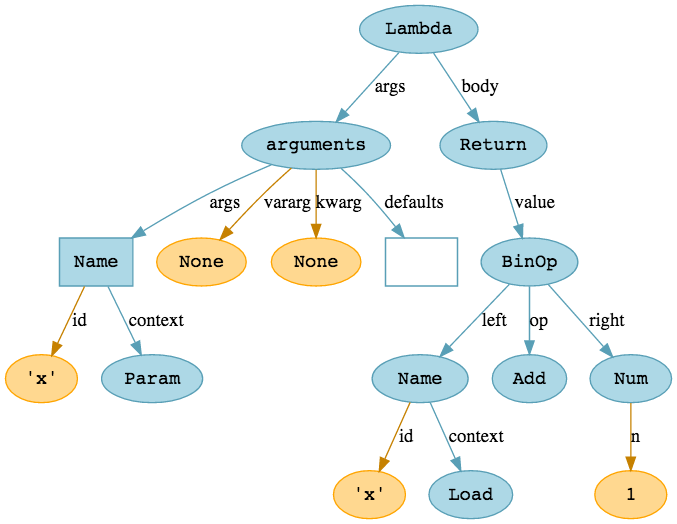 Lambda
args
body
arguments
Return
args
vararg
kwarg
defaults
value
Name
None
None
BinOp
id
context
left
op
right
'x'
Param
Name
Add
Num
id
context
n
'x'
Load
1